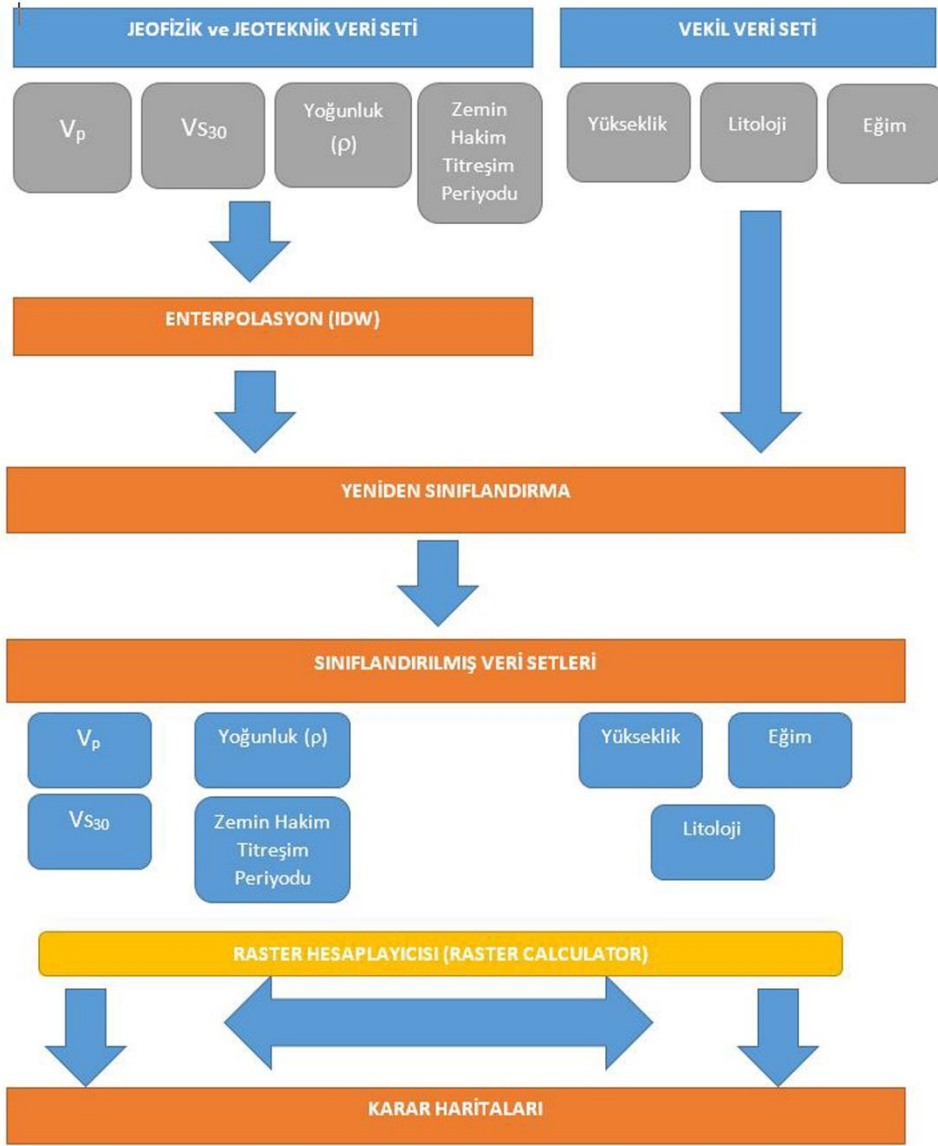 JEOFİZİK ve JEOTEKNİK VERİ SETİ
VEKİL VERİ SETİ
Vp
Vs30
Yoğunluk
(ρ)
Zemin
Hakim
Titreşim
Periyodu
Yükseklik
Litoloji
Eğim
ENTERPOLASYON (IDW)
YENİDEN SINIFLANDIRMA
SINIFLANDIRILMIŞ VERİ SETLERİ
Vp
Yoğunluk (ρ)
Yükseklik
Eğim
Vs30
Zemin Hakim
Titreşim
Periyodu
Litoloji
RASTER HESAPLAYICISI (RASTER CALCULATOR)
KARAR HARİTALARI